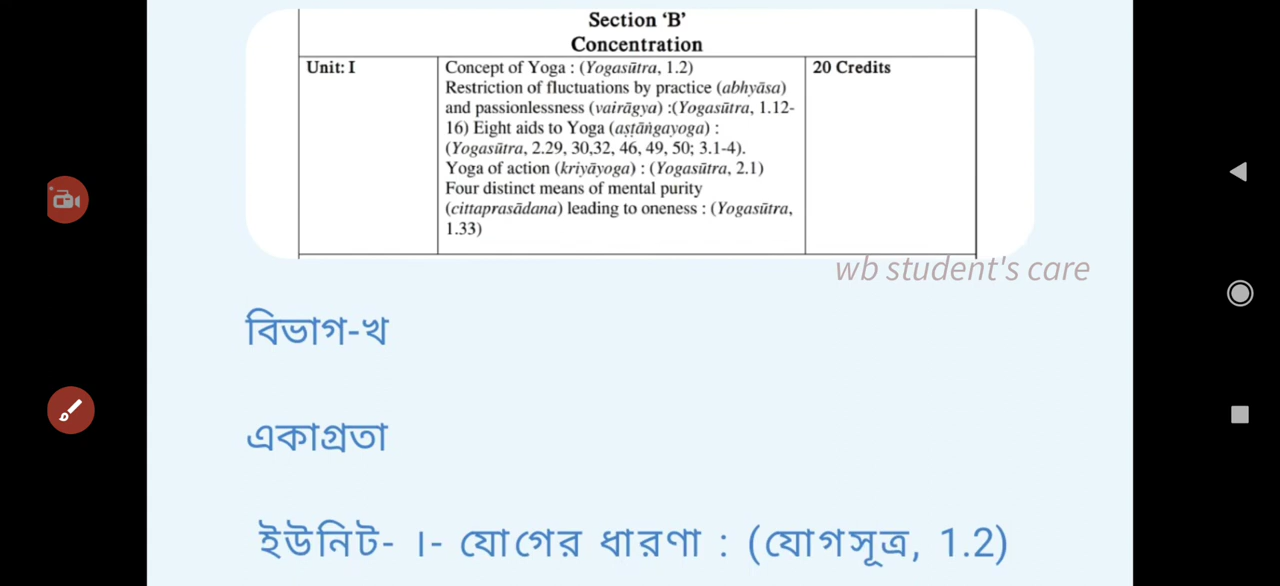 Section ‘B’
Concentration
Unit: I
Concept of Yoga : (Yogasūtra, 1.2)
Restriction of fluctuations by practice (abhyāsa)
and passionlessness (vairāgya) :(Yogasūtra, 1.12-
16) Eight aids to Yoga (aṣṭāṅgayoga) :
(Yogasūtra, 2.29, 30,32, 46, 49, 50; 3.1-4).
Yoga of action (kriyāyoga) : (Yogasūtra, 2.1)
Four distinct means of mental purity
(cittaprasādana) leading to oneness : (Yogasūtra,
1.33)
20 Credits
wb student's care
বিভাগ-খ
একাগ্রতা
ইউনিট- ।- যোগের ধারণা : (যোগসূত্র, 1.2)